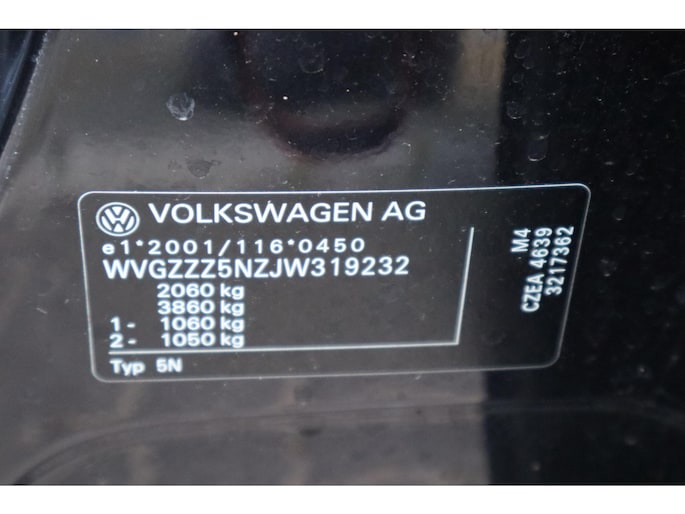 VOLKSWAGEN AG
e1*2001/116*0450
WVGZZZ5NZJW319232
2060 kg
3860 kg
1- 1060 kg
2- 1050 kg
Typ 5N
M4
CZEA 4639
3217362